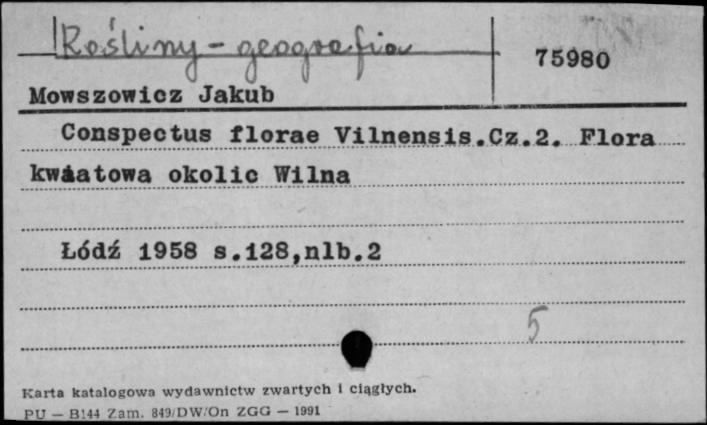 Rośliny - geografia
75980
Mowszowicz Jakub
Conspectus florae Vilnensis.Cz.2. Flora
kwiatowa okolic Wilna
Łódź 1958 s.128,nlb.2
5
Karta katalogowa wydawnictw zwartych i ciągłych.
PU — B144 Zam. 849/DW/On ZGG — 1991